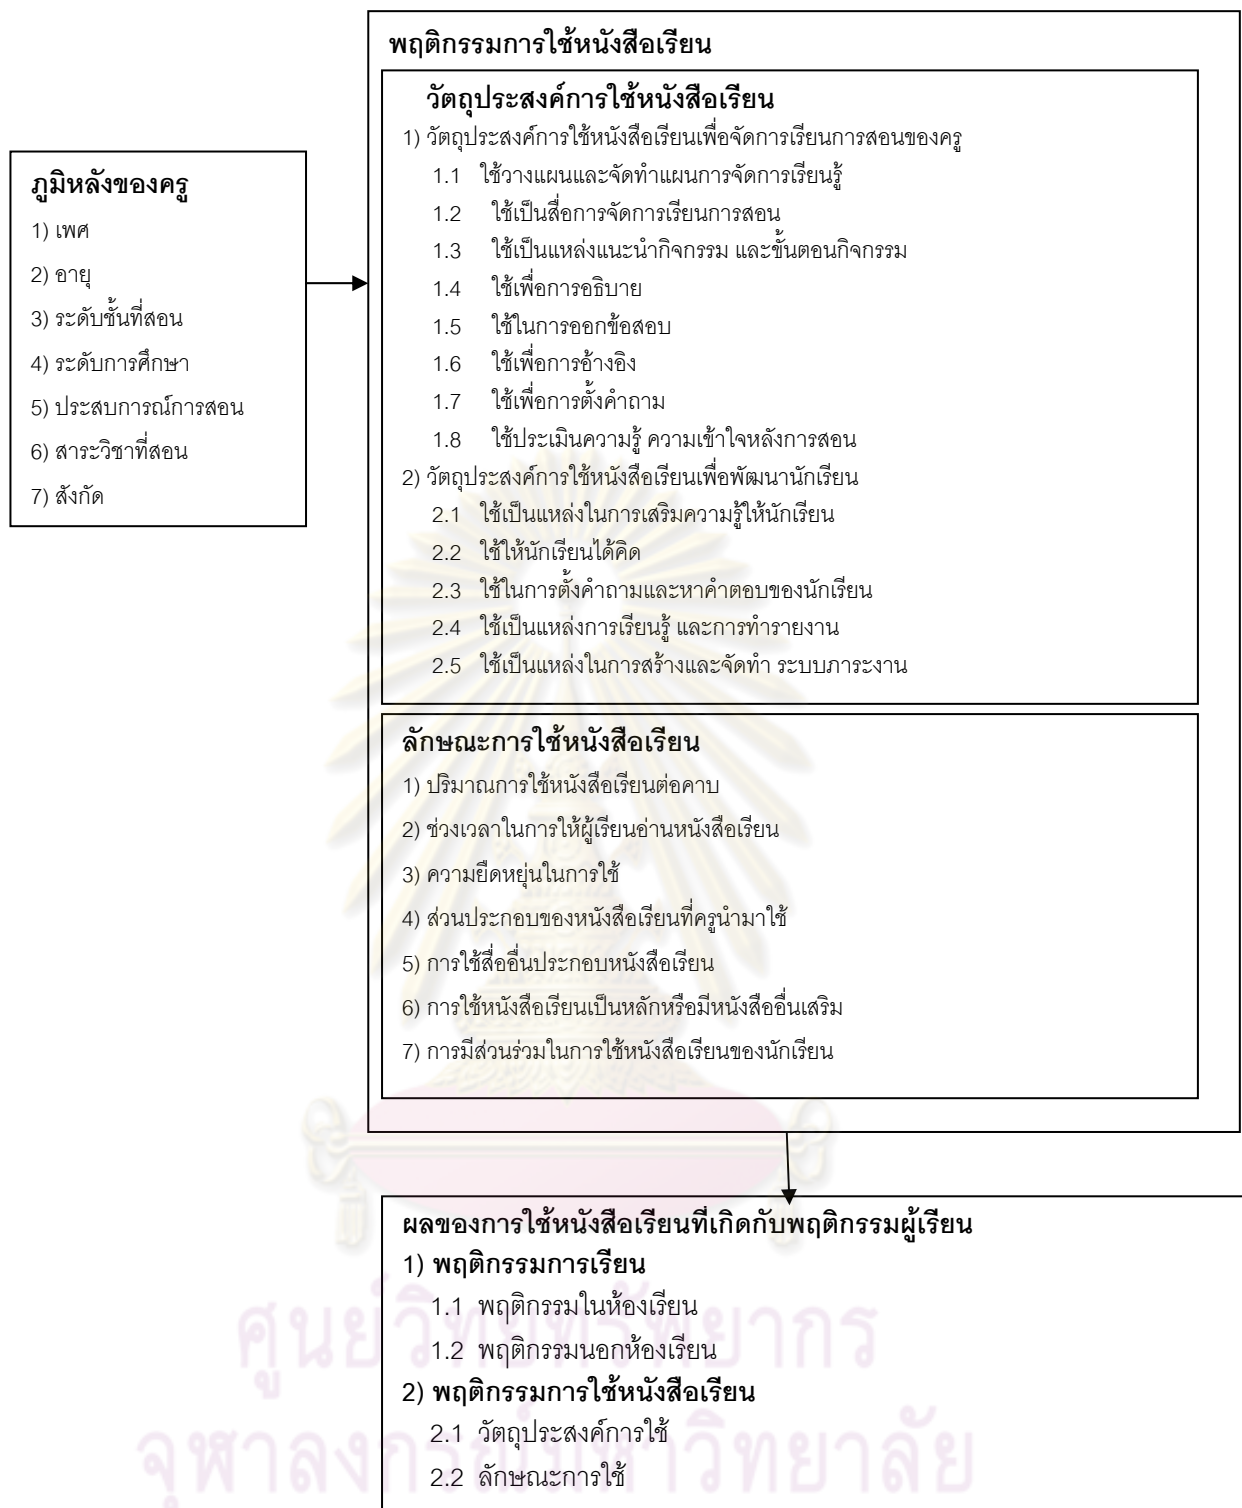 พฤติกรรมการใช้หนังสือเรียน
วัตถุประสงค์การใช้หนังสือเรียน
1) วัตถุประสงค์การใช้หนังสือเรียนเพื่อจัดการเรียนการสอนของครู
1.1 ใช้วางแผนและจัดทำแผนการจัดการเรียนรู้
1.2 ใช้เป็นสื่อการจัดการเรียนการสอน
1.3 ใช้เป็นแหล่งแนะนำกิจกรรม และขั้นตอนกิจกรรม
1.4 ใช้เพื่อการอธิบาย
1.5 ใช้ในการออกข้อสอบ
1.6 ใช้เพื่อการอ้างอิง
1.7 ใช้เพื่อการตั้งคำถาม
1.8 ใช้ประเมินความรู้ ความเข้าใจหลังการสอน
2) วัตถุประสงค์การใช้หนังสือเรียนเพื่อพัฒนานักเรียน
2.1 ใช้เป็นแหล่งในการเสริมความรู้ให้นักเรียน
2.2 ใช้ให้นักเรียนได้คิด
2.3 ใช้ในการตั้งคำถามและหาคำตอบของนักเรียน
2.4 ใช้เป็นแหล่งการเรียนรู้ และการทำรายงาน
2.5 ใช้เป็นแหล่งในการสร้างและจัดทำ ระบบภาระงาน
ภูมิหลังของครู
1) เพศ
2) อายุ
3) ระดับชั้นที่สอน
4) ระดับการศึกษา
5) ประสบการณ์การสอน
6) สาระวิชาที่สอน
7) สังกัด
ลักษณะการใช้หนังสือเรียน
1) ปริมาณการใช้หนังสือเรียนต่อคาบ
2) ช่วงเวลาในการให้ผู้เรียนอ่านหนังสือเรียน
3) ความยืดหยุ่นในการใช้
4) ส่วนประกอบของหนังสือเรียนที่ครูนำมาใช้
5) การใช้สื่ออื่นประกอบหนังสือเรียน
6) การใช้หนังสือเรียนเป็นหลักหรือมีหนังสืออื่นเสริม
7) การมีส่วนร่วมในการใช้หนังสือเรียนของนักเรียน
ผลของการใช้หนังสือเรียนที่เกิดกับพฤติกรรมผู้เรียน
1) พฤติกรรมการเรียน
1.1 พฤติกรรมในห้องเรียน
1.2 พฤติกรรมนอกห้องเรียน
2) พฤติกรรมการใช้หนังสือเรียน
2.1 วัตถุประสงค์การใช้
2.2 ลักษณะการใช้
ศูนย์วิทยทรัพยากร
จุฬาลงกรณ์มหาวิทยาลัย